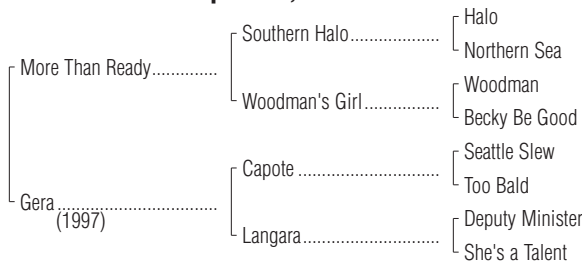 Halo
Southern Halo
Northern Sea
More Than Ready
Woodman
Woodman's Girl
Becky Be Good
Seattle Slew
Capote
Too Bald
Gera
(1997)
Deputy Minister
Langara
She's a Talent